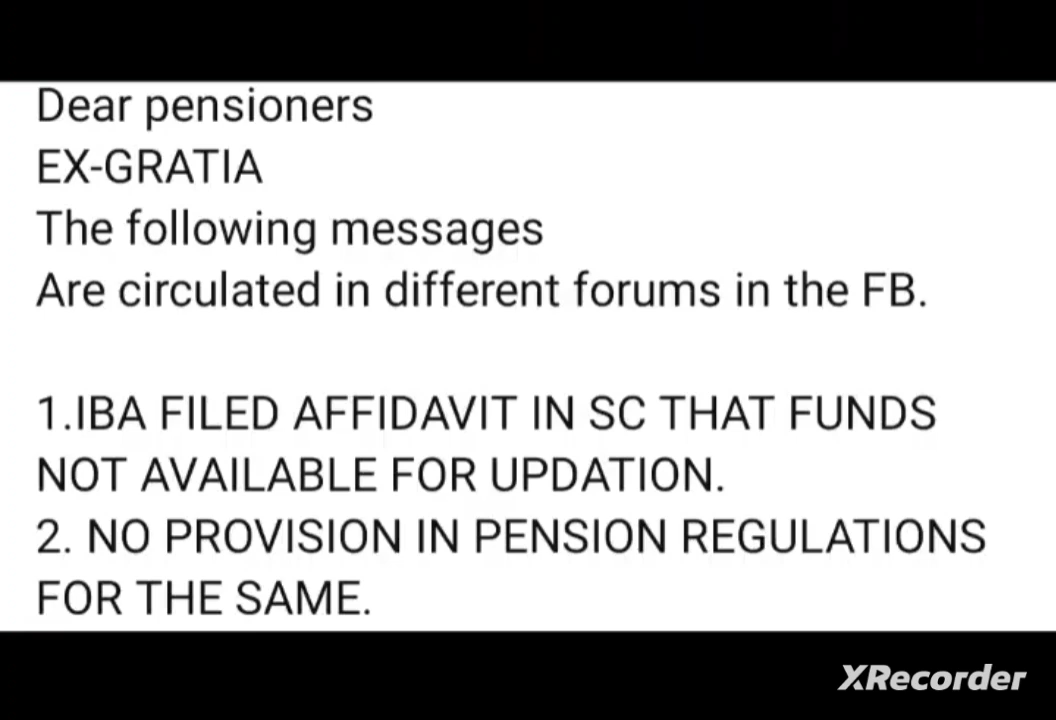 Dear pensioners
EX-GRATIA
The following messages
Are circulated in different forums in the FB.
1.IBA FILED AFFIDAVIT IN SC THAT FUNDS
NOT AVAILABLE FOR UPDATION.
2. NO PROVISION IN PENSION REGULATIONS
FOR THE SAME.
XRecorder